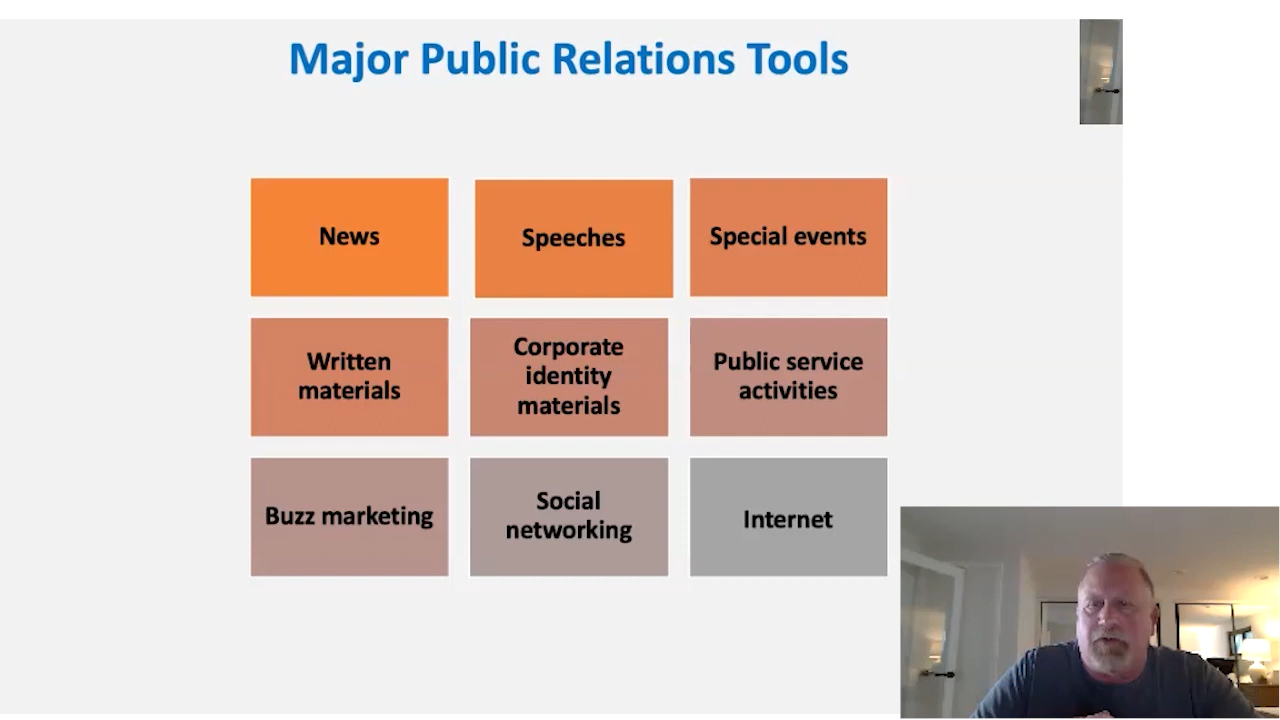 Major Public Relations Tools
News
Speeches
Special events
Written
materials
Corporate
identity
materials
Public service
activities
Buzz marketing
Social
networking
Internet